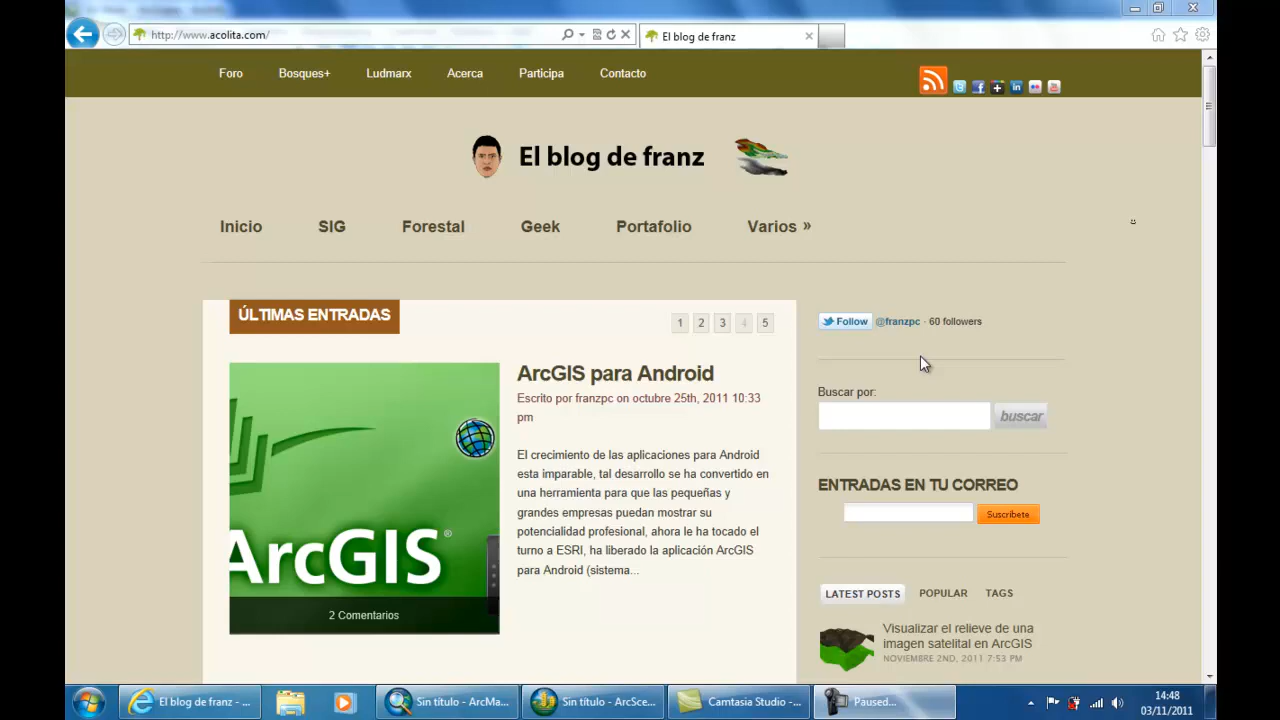 http://www.acolita.com/
El blog de franz
Foro
Bosques+
Ludmarx
Acerca
Participa
Contacto
El blog de franz
Inicio
SIG
Forestal
Geek
Portafolio
Varios »
ÚLTIMAS ENTRADAS
1 2 3 4 5
ArcGIS para Android
Escrito por franzpc on octubre 25th, 2011 10:33
pm
El crecimiento de las aplicaciones para Android
esta imparable, tal desarrollo se ha convertido en
una herramienta para que las pequeñas y
grandes empresas puedan mostrar su
potencialidad profesional, ahora le ha tocado el
turno a ESRI, ha liberado la aplicación ArcGIS
para Android (sistema...
ArcGIS®
2 Comentarios
Follow @franzpc · 60 followers
Buscar por:
buscar
ENTRADAS EN TU CORREO
Suscribete
LATEST POSTS
POPULAR
TAGS
Visualizar el relieve de una
imagen satelital en ArcGIS
NOVIEMBRE 2ND, 2011 7:53 PM
El blog de franz - ...
Sin título - ArcMa...
Sin título - ArcSce...
Camtasia Studio -...
Paused...
14:48
03/11/2011